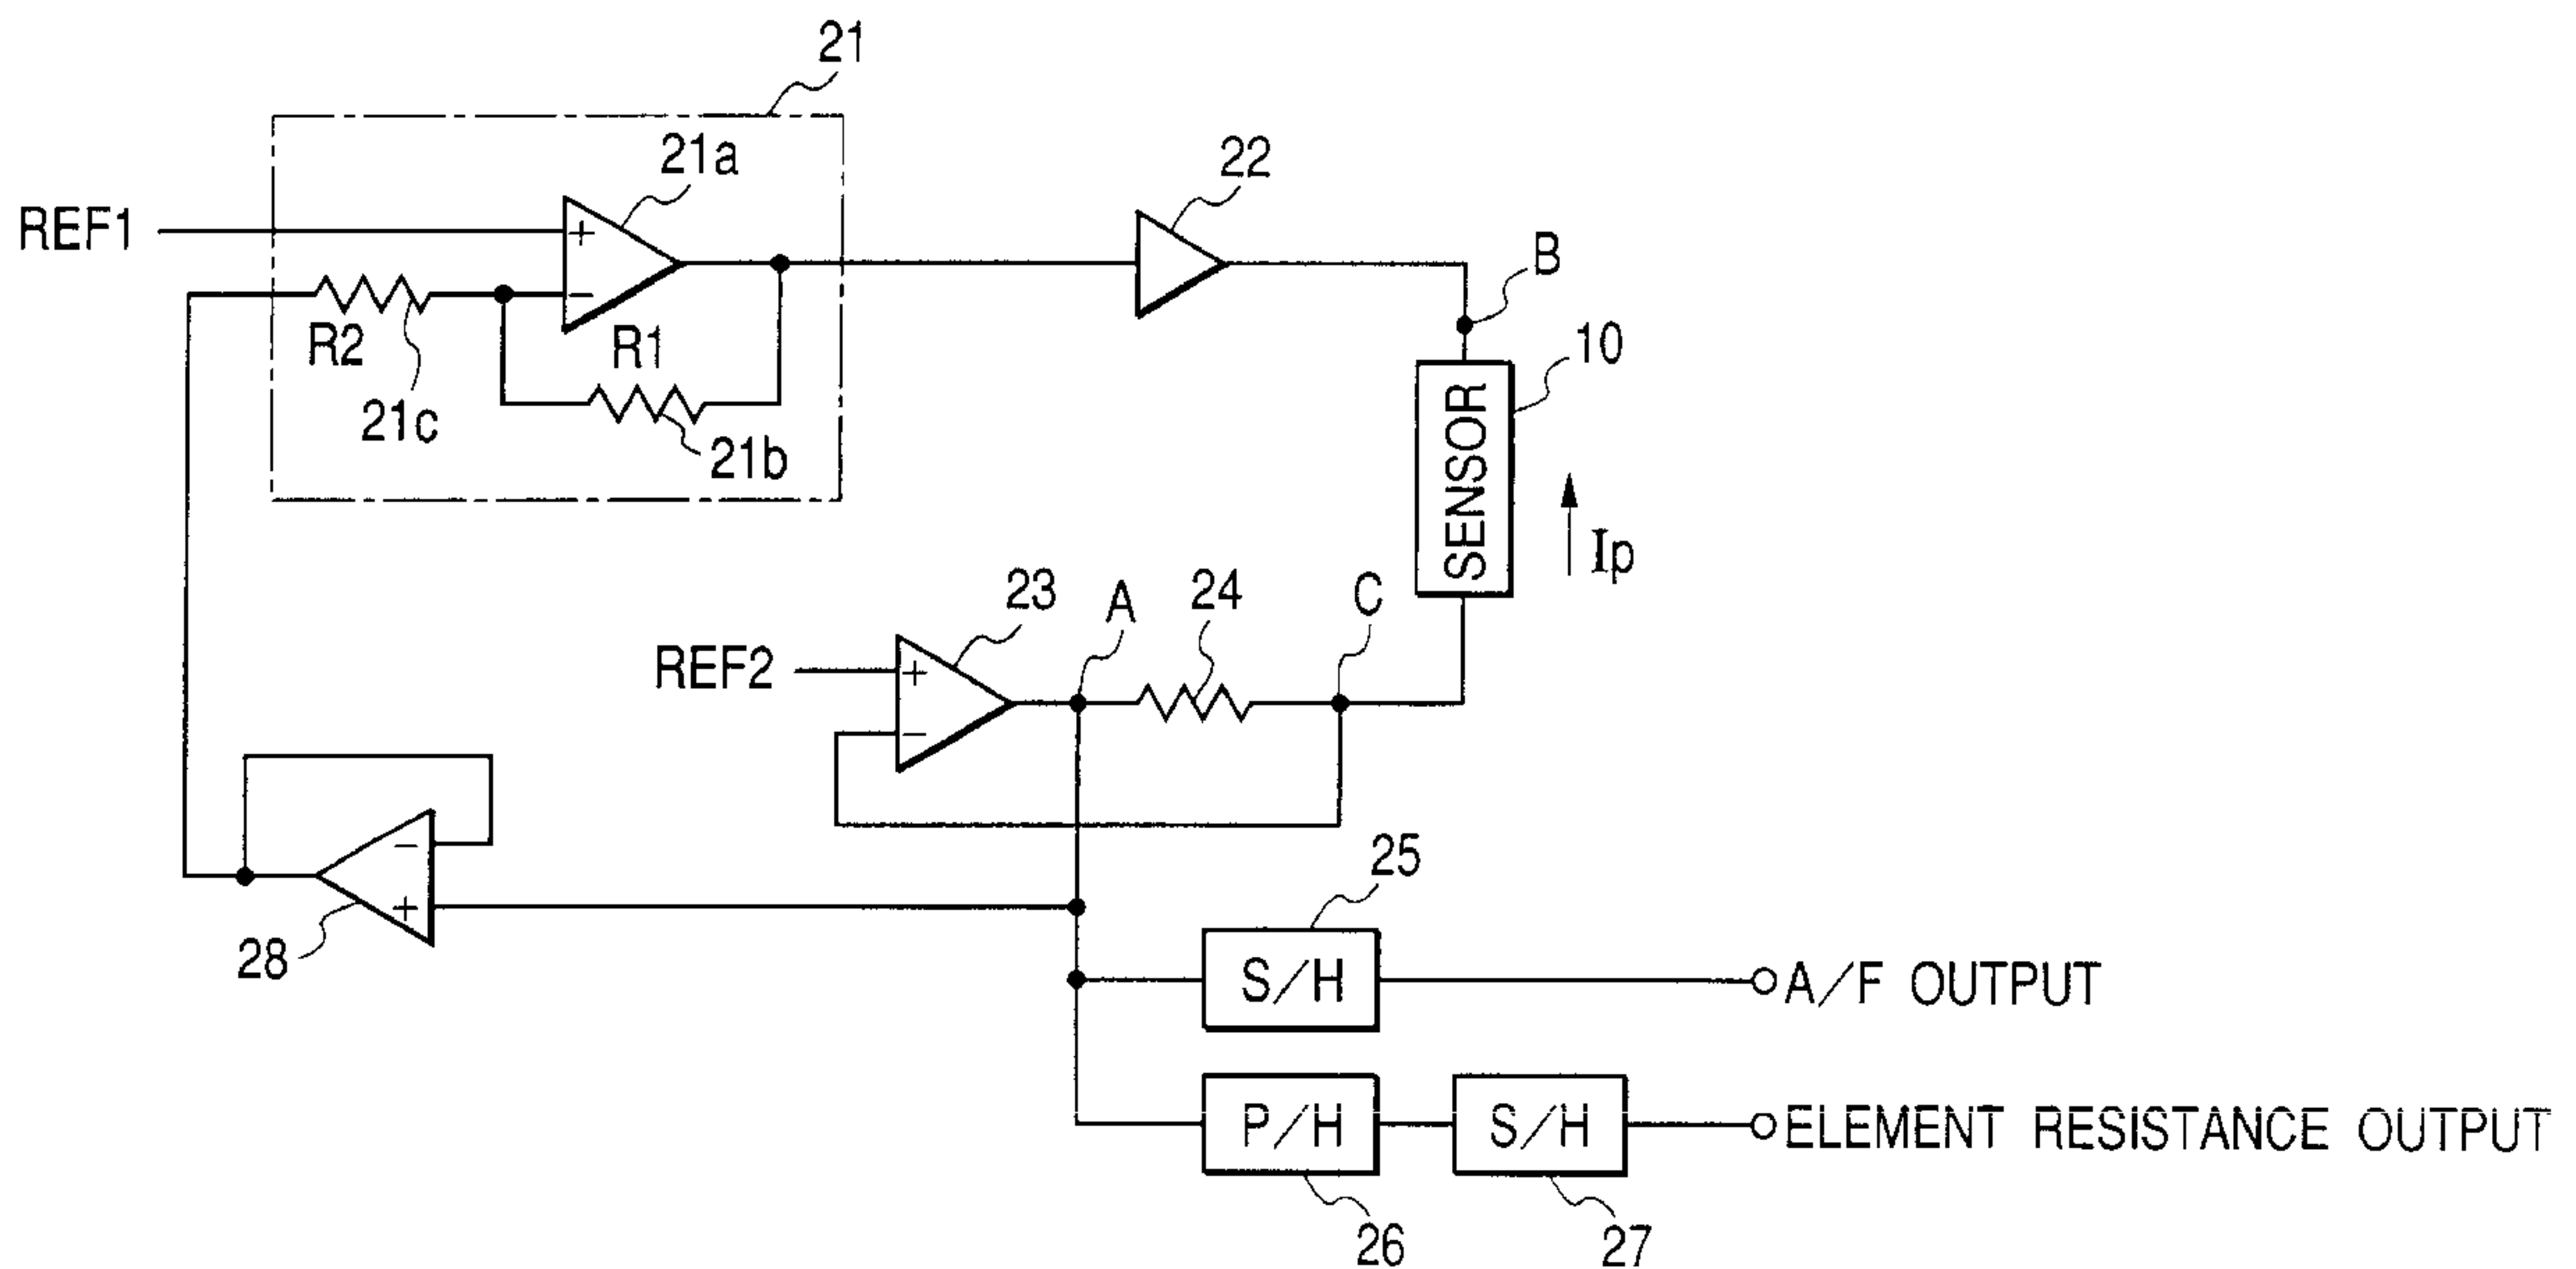 21
21a
22
REF1
+
B
−
R2
R1
10
21c
21b
SENSOR
Ip
23
A
24
C
REF2
+
−
25
−
+
28
S/H
A/F OUTPUT
P/H
S/H
ELEMENT RESISTANCE OUTPUT
26
27